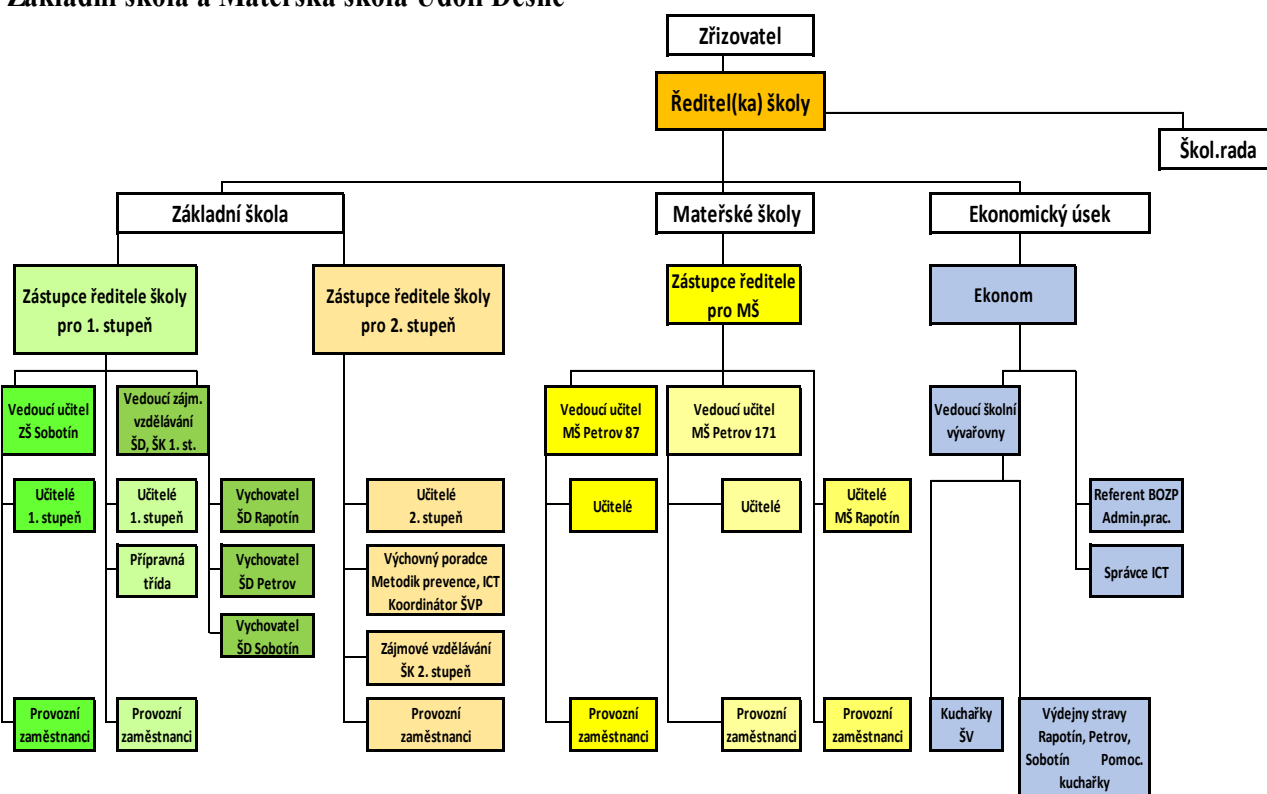 Základní škola a Mateřská škola Údolí Desné
Zřizovatel
Ředitel(ka) školy
Škol.rada
Základní škola
Mateřské školy
Ekonomický úsek
Zástupce ředitele školy
pro 1. stupeň
Zástupce ředitele školy
pro 2. stupeň
Zástupce ředitele
pro MŠ
Ekonom
Vedoucí učitel
ZŠ Sobotín
Vedoucí zájm.
vzdělávání
ŠD, ŠK 1. st.
Vedoucí učitel
MŠ Petrov 87
Vedoucí učitel
MŠ Petrov 171
Vedoucí školní
vývařovny
Učitelé
1. stupeň
Učitelé
1. stupeň
Vychovatel
ŠD Rapotín
Učitelé
2. stupeň
Učitelé
Učitelé
Učitelé
MŠ Rapotín
Referent BOZP
Admin.prac.
Přípravná
třída
Vychovatel
ŠD Petrov
Výchovný poradce
Metodik prevence, ICT
Koordinátor ŠVP
Správce ICT
Vychovatel
ŠD Sobotín
Zájmové vzdělávání
ŠK 2. stupeň
Provozní
zaměstnanci
Provozní
zaměstnanci
Provozní
zaměstnanci
Provozní
zaměstnanci
Provozní
zaměstnanci
Provozní
zaměstnanci
Kuchařky
ŠV
Výdejny stravy
Rapotín, Petrov,
Sobotín Pomoc.
kuchařky